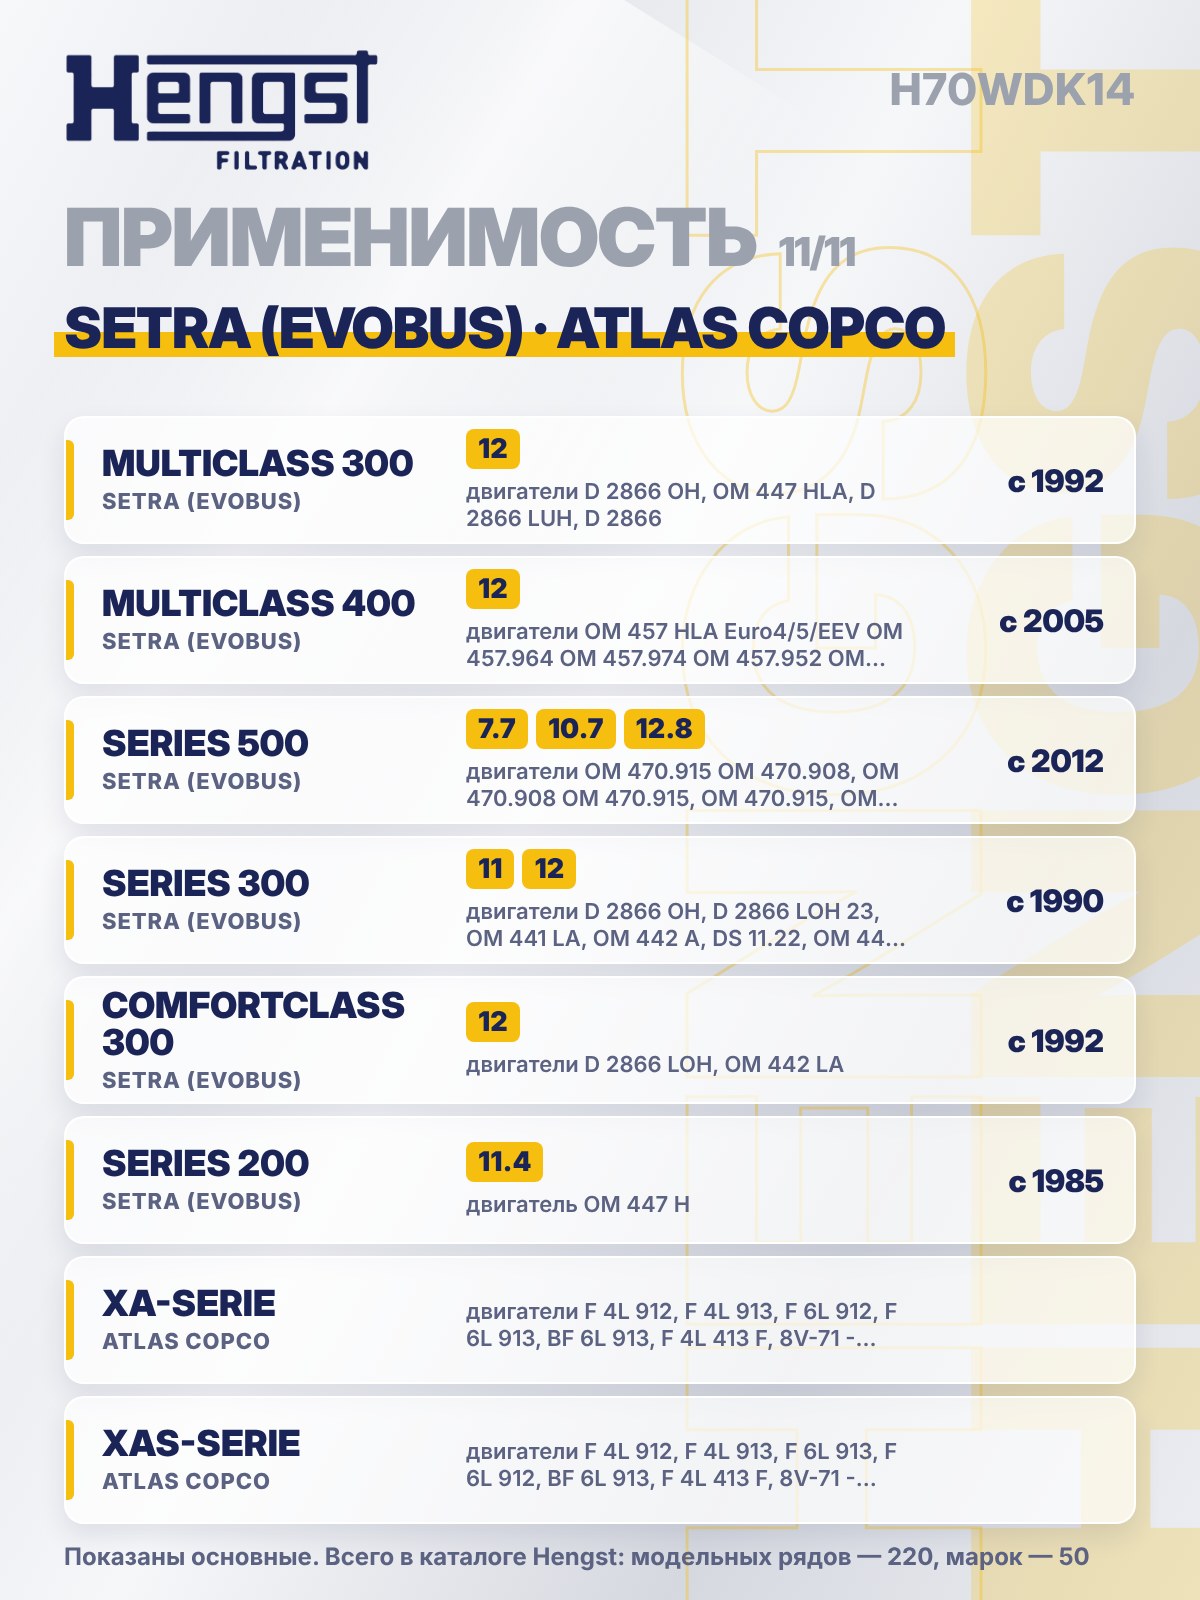 Hengst
FILTRATION
H70WDK14
ПРИМЕНИМОСТЬ 11/11
SETRA (EVOBUS) · ATLAS COPCO
MULTICLASS 300
SETRA (EVOBUS)
12
двигатели D 2866 OH, OM 447 HLA, D
2866 LUH, D 2866
с 1992
MULTICLASS 400
SETRA (EVOBUS)
12
двигатели OM 457 HLA Euro4/5/EEV OM
457.964 OM 457.974 OM 457.952 OM...
с 2005
SERIES 500
SETRA (EVOBUS)
7.7 10.7 12.8
двигатели OM 470.915 OM 470.908, OM
470.908 OM 470.915, OM 470.915, OM...
с 2012
SERIES 300
SETRA (EVOBUS)
11 12
двигатели D 2866 OH, D 2866 LOH 23,
OM 441 LA, OM 442 A, DS 11.22, OM 44...
с 1990
COMFORTCLASS
300
SETRA (EVOBUS)
12
двигатели D 2866 LOH, OM 442 LA
с 1992
SERIES 200
SETRA (EVOBUS)
11.4
двигатель OM 447 H
с 1985
XA-SERIE
ATLAS COPCO
двигатели F 4L 912, F 4L 913, F 6L 912, F
6L 913, BF 6L 913, F 4L 413 F, 8V-71 -...
XAS-SERIE
ATLAS COPCO
двигатели F 4L 912, F 4L 913, F 6L 913, F
6L 912, BF 6L 913, F 4L 413 F, 8V-71 -...
Показаны основные. Всего в каталоге Hengst: модельных рядов — 220, марок — 50
HENGST
HENGST